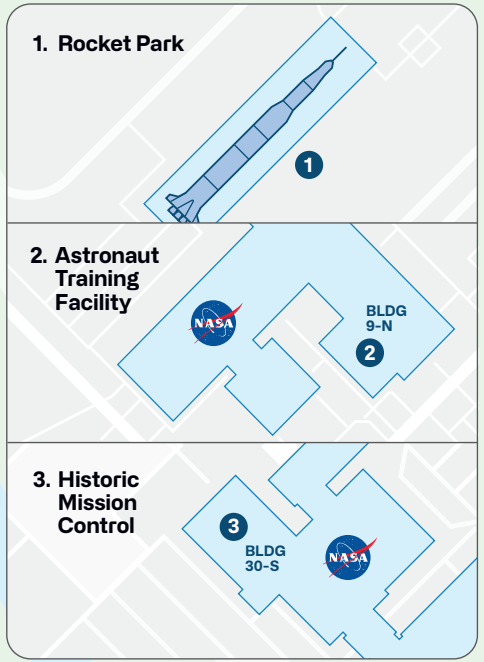 1. Rocket Park
1
2. Astronaut
Training
Facility
NASA
BLDG
9-N
2
3. Historic
Mission
Control
3
BLDG
30-S
NASA